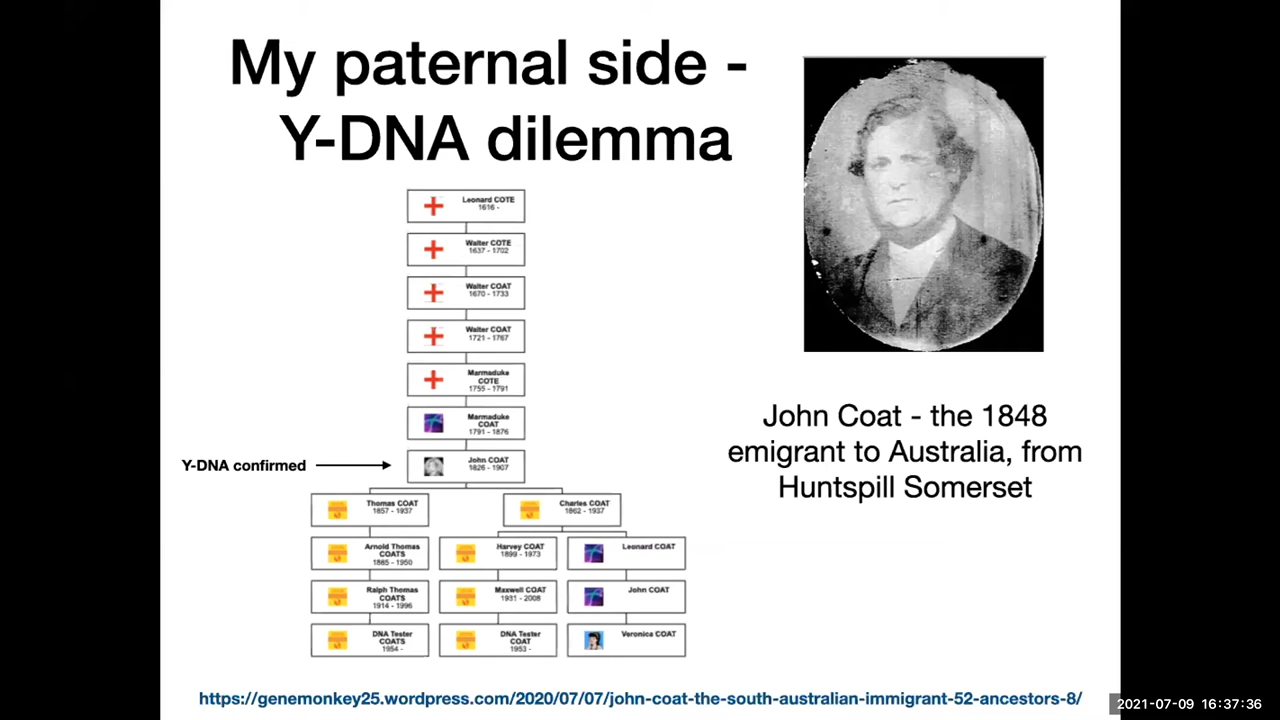 My paternal side -
Y-DNA dilemma
Leonard COTE
1616 -
Walter COTE
1637 - 1702
Walter COAT
1670 - 1733
Walter COAT
1721 - 1767
Marmaduke
COTE
1755 - 1791
Marmaduke
COAT
1791 - 1876
Y-DNA confirmed
John COAT
1826 - 1907
Thomas COAT
1857 - 1937
Charles COAT
1862 - 1937
Arnold Thomas
COATS
1885 - 1950
Harvey COAT
1899 - 1973
Leonard COAT
Ralph Thomas
COATS
1914 - 1996
Maxwell COAT
1931 - 2008
John COAT
DNA Tester
COATS
1954 -
DNA Tester
COAT
1953 -
Veronica COAT
John Coat - the 1848
emigrant to Australia, from
Huntspill Somerset
https://genemonkey25.wordpress.com/2020/07/07/john-coat-the-south-australian-immigrant-52-ancestors-8/
2021-07-09 16:37:36